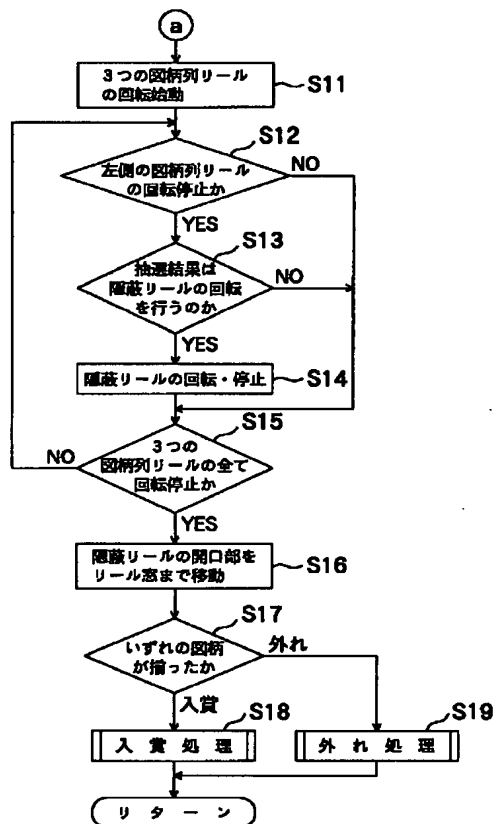 a
3つの図柄列リール
の回転始動
S11
S12
左側の図柄列リール
の回転停止か
NO
YES
S13
抽選結果は
隠蔽リールの回転
を行うのか
NO
YES
隠蔽リールの回転・停止
S14
S15
3つの
図柄列リールの全て
回転停止か
NO
YES
隠蔽リールの開口部を
リール窓まで移動
S16
S17
いずれの図柄
が揃ったか
外れ
入賞
S18
入賞処理
S19
外れ処理
リターン